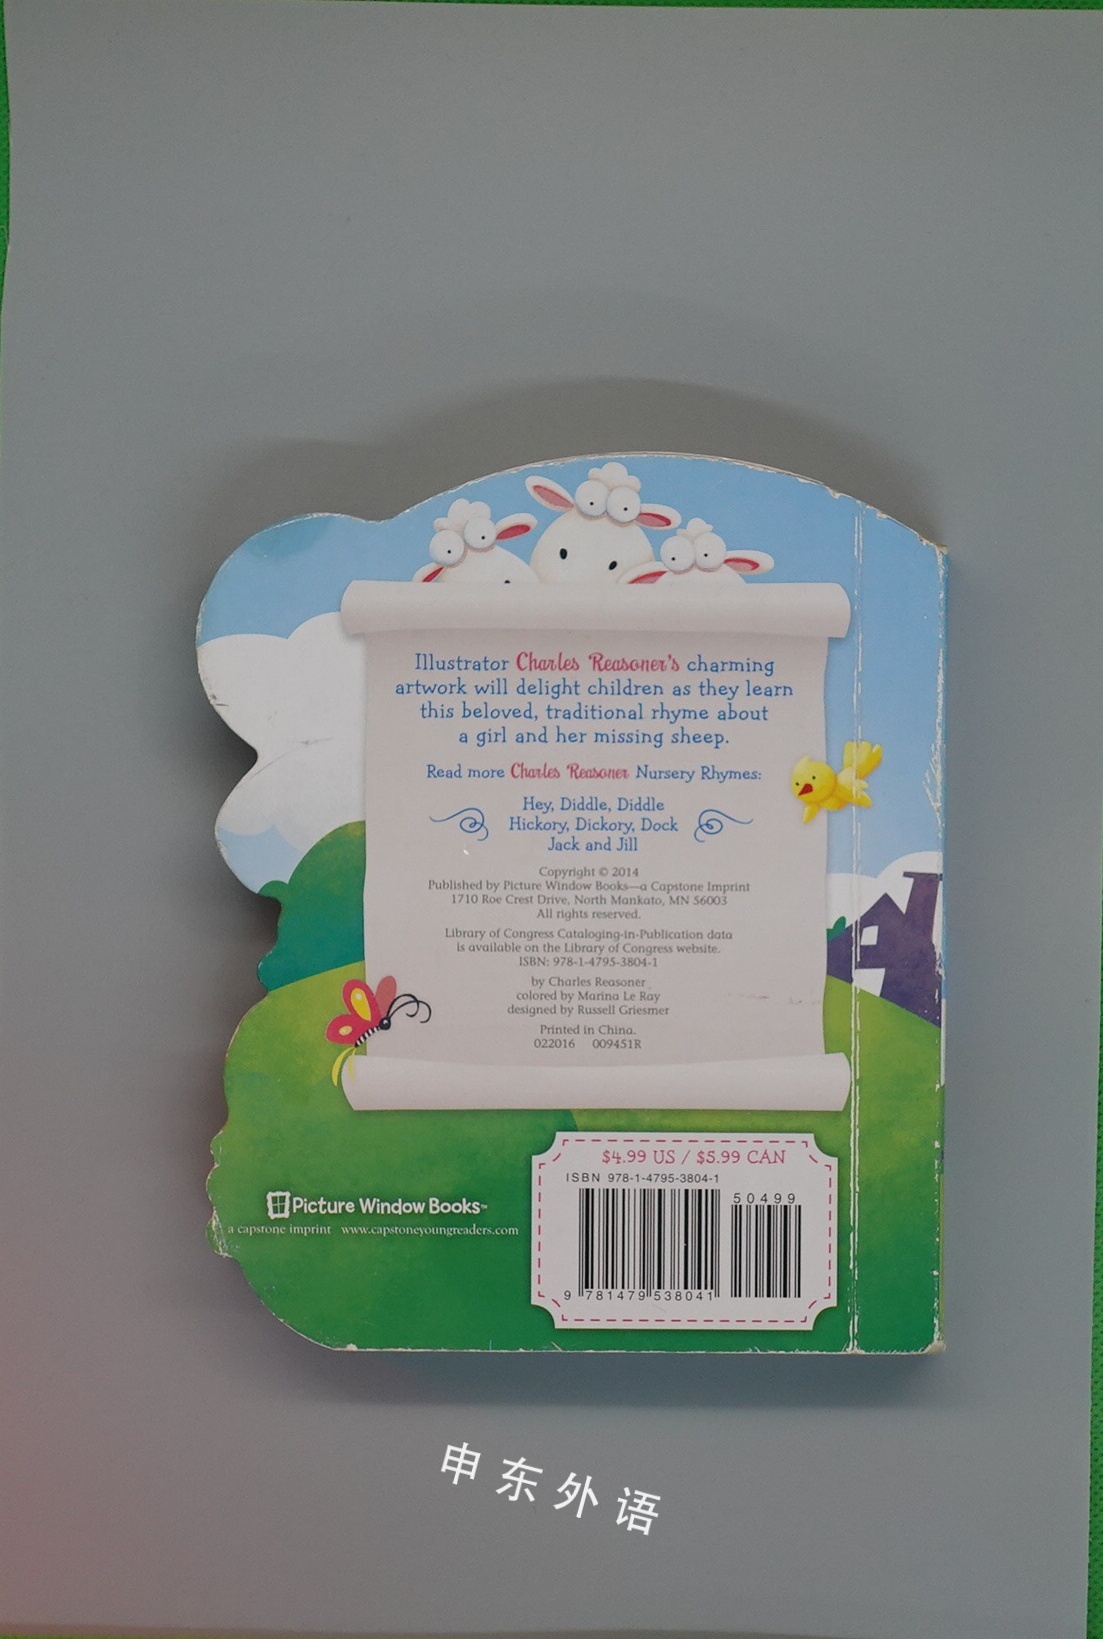 Illustrator Charles Reasoner's charming
artwork will delight children as they learn
this beloved, traditional rhyme about
a girl and her missing sheep.
Read more Charles Reasoner Nursery Rhymes:
Hey, Diddle, Diddle
Hickory, Dickory, Dock
Jack and Jill
Copyright © 2014
Published by Picture Window Books—a Capstone Imprint
1710 Roe Crest Drive, North Mankato, MN 56003
All rights reserved.
Library of Congress Cataloging-in-Publication data
is available on the Library of Congress website.
ISBN: 978-1-4795-3804-1
by Charles Reasoner
colored by Marina Le Ray
designed by Russell Griesmer
Printed in China.
022016 009451R
$4.99 US / $5.99 CAN
ISBN 978-1-4795-3804-1
50499
9 781479 538041
Picture Window Books™
a capstone imprint www.capstoneyoungreaders.com
申东外语